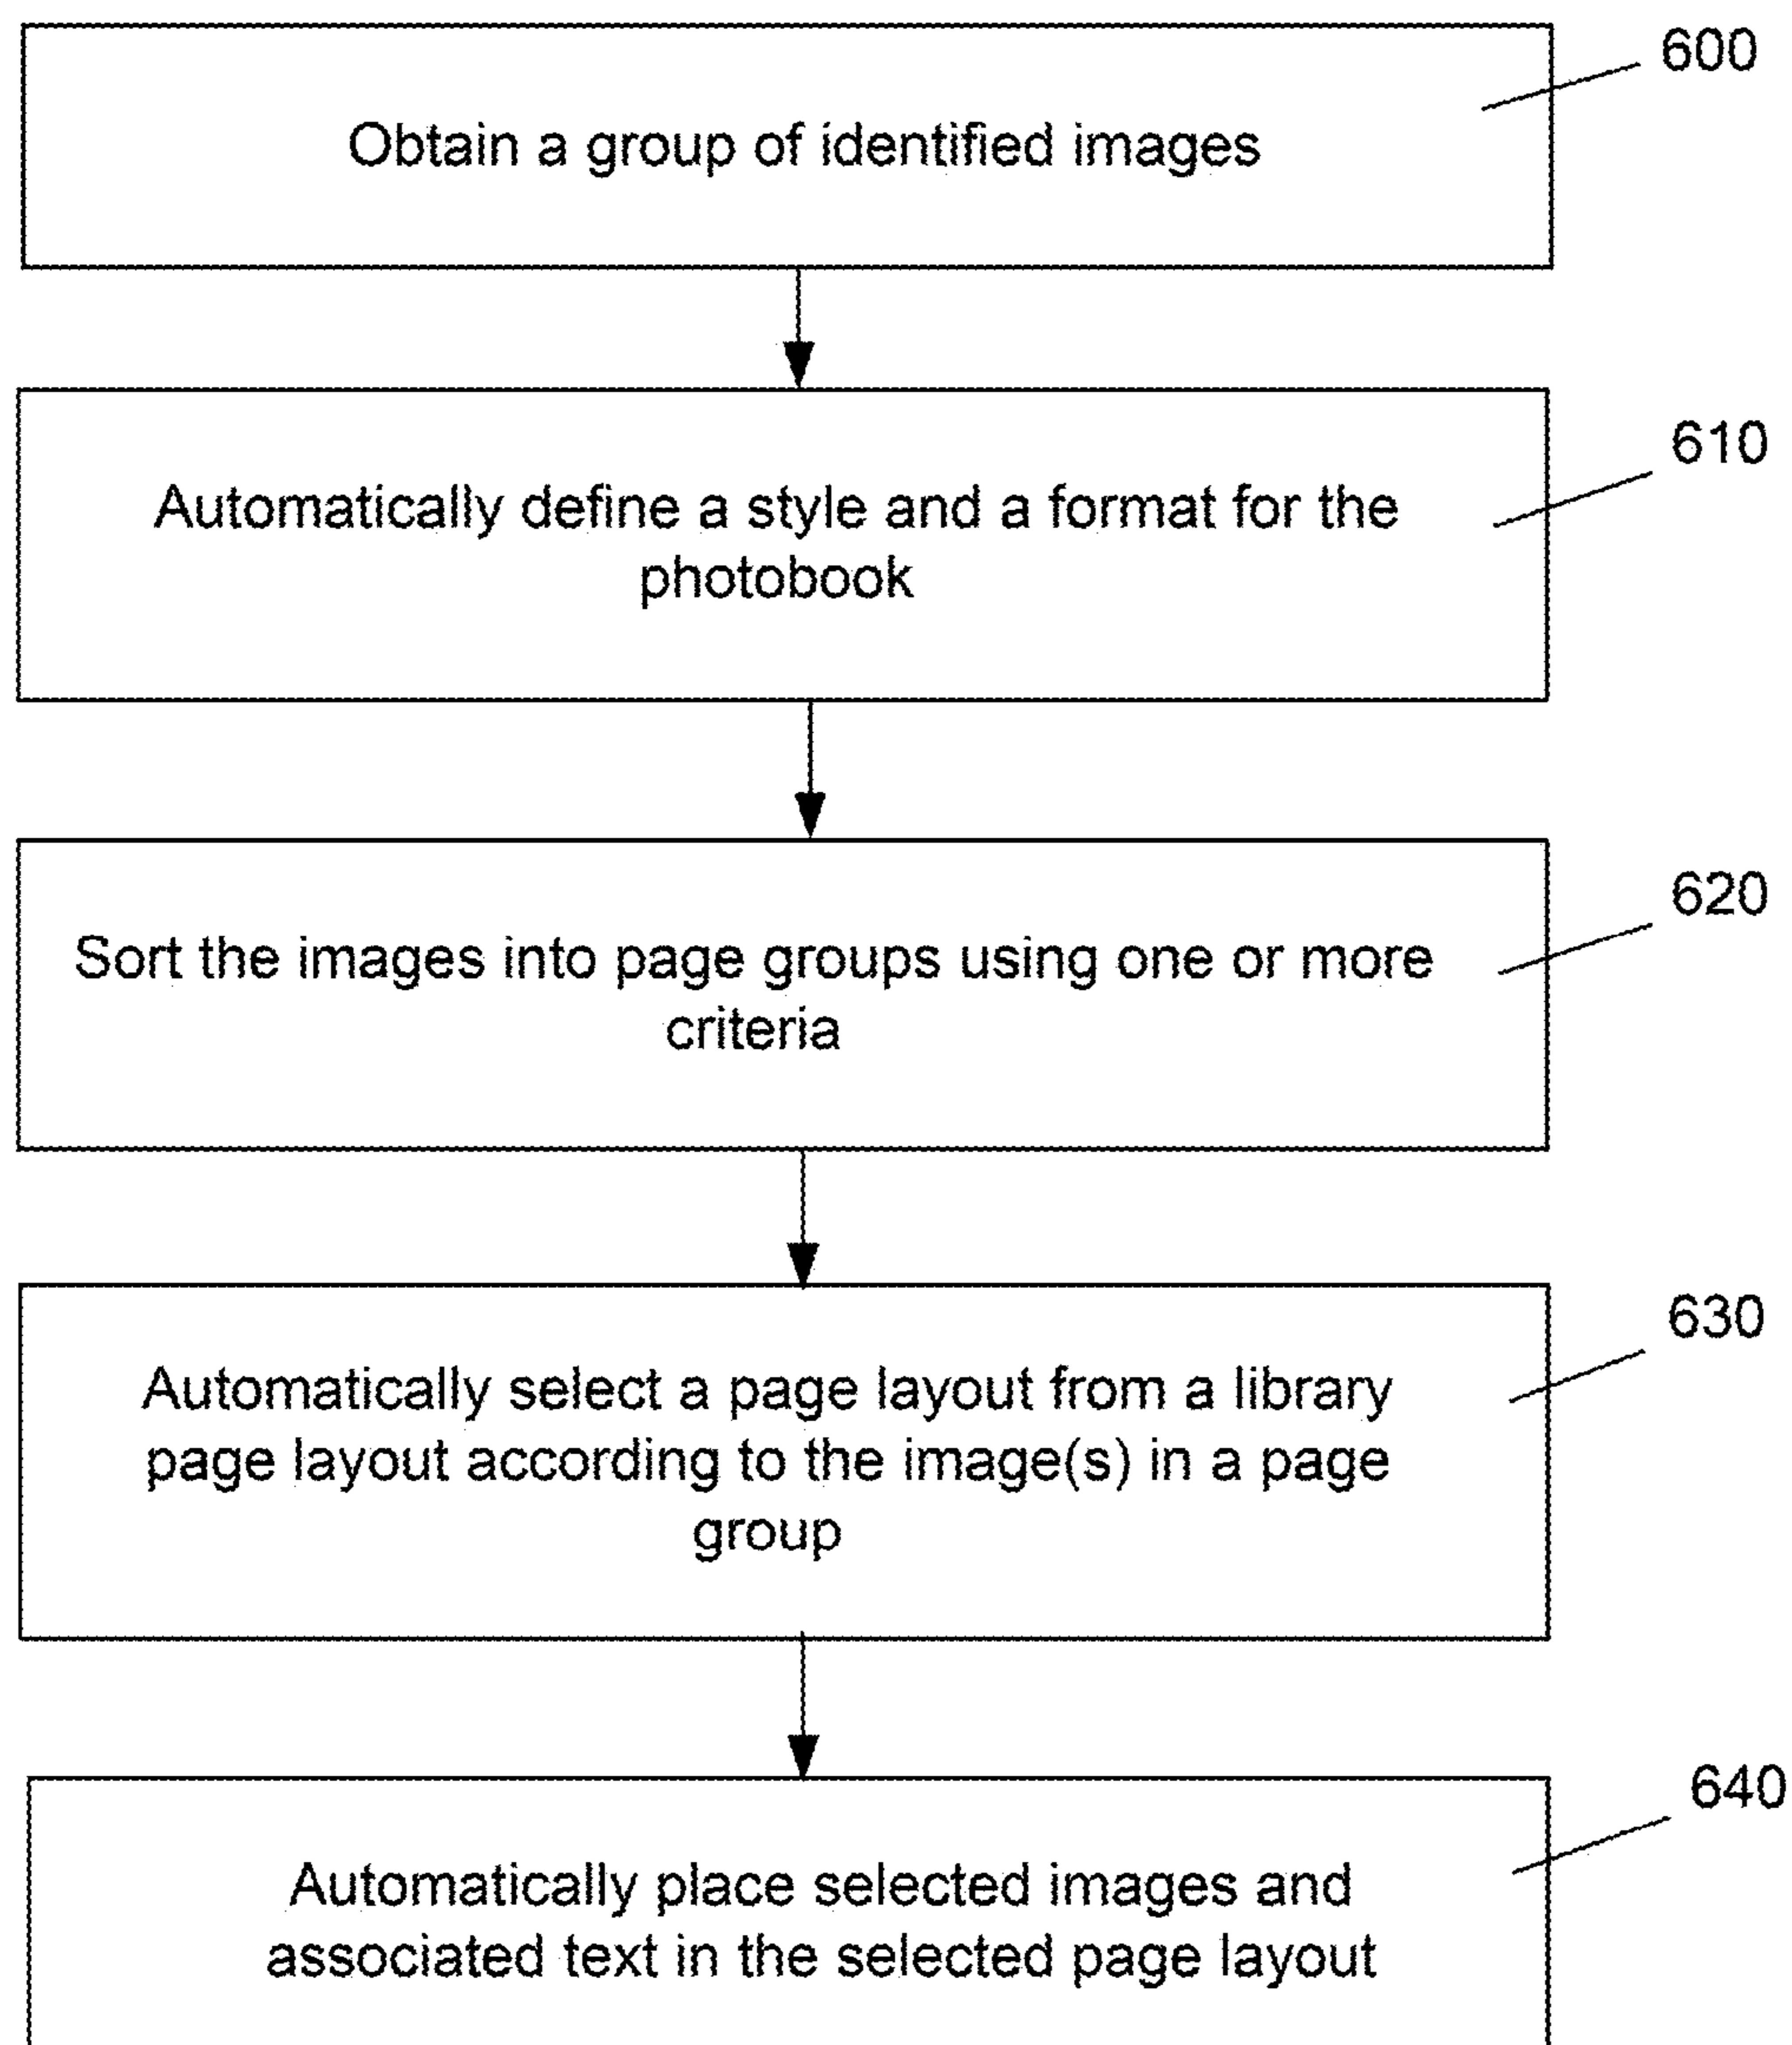 600
Obtain a group of identified images
610
Automatically define a style and a format for the
photobook
620
Sort the images into page groups using one or more
criteria
630
Automatically select a page layout from a library
page layout according to the image(s) in a page
group
640
Automatically place selected images and
associated text in the selected page layout